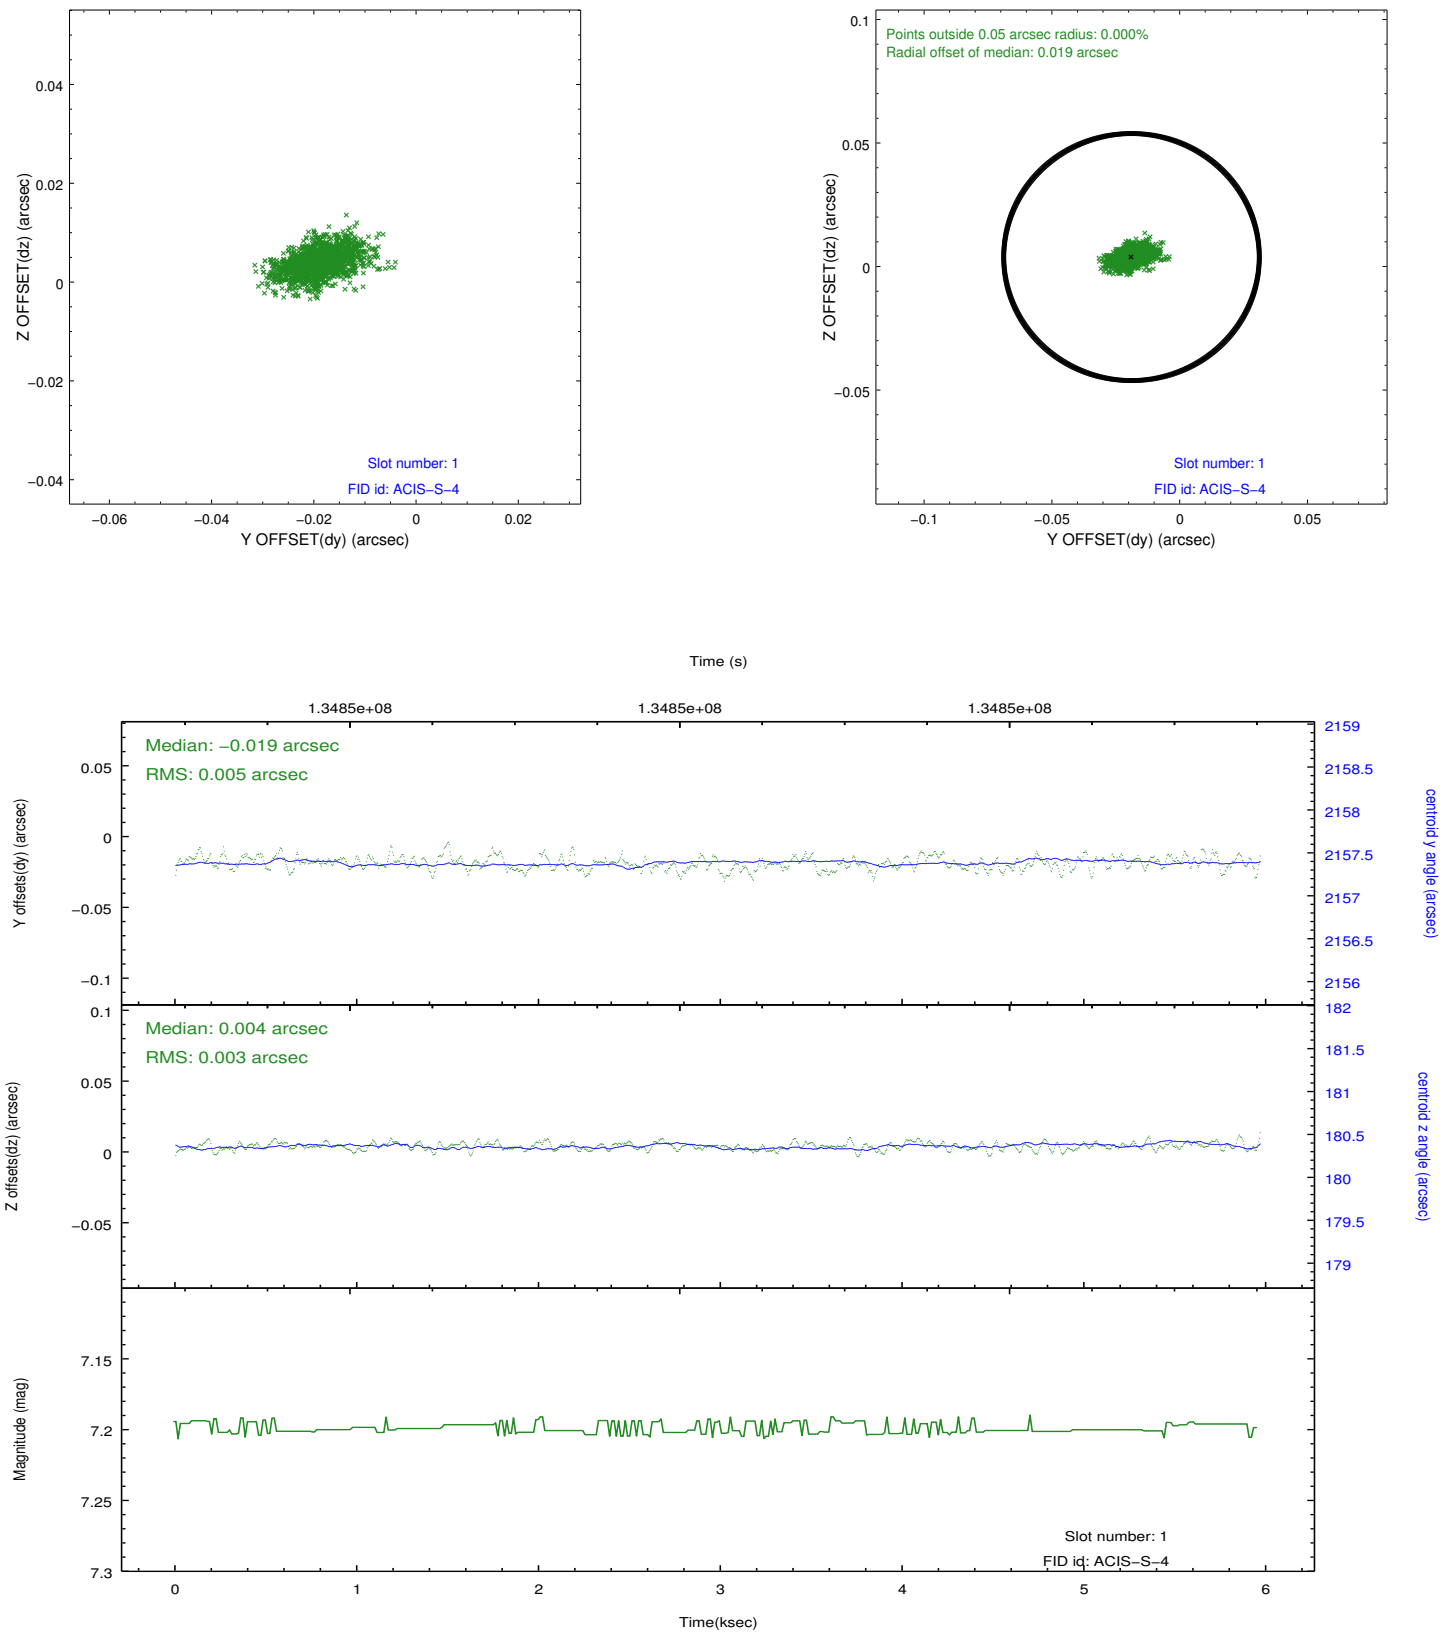 0.04
0.02
0
−0.02
−0.04
Z OFFSET(dz) (arcsec)
Slot number: 1
FID id: ACIS−S−4
−0.06
−0.04
−0.02
0
0.02
Y OFFSET(dy) (arcsec)
Points outside 0.05 arcsec radius: 0.000%
Radial offset of median: 0.019 arcsec
0.1
0.05
0
−0.05
Z OFFSET(dz) (arcsec)
Slot number: 1
FID id: ACIS−S−4
−0.1
−0.05
0
0.05
Y OFFSET(dy) (arcsec)
Time (s)
1.3485e+08
1.3485e+08
1.3485e+08
Median: −0.019 arcsec
RMS: 0.005 arcsec
0.05
0
−0.05
−0.1
Y offsets(dy) (arcsec)
2159
2158.5
2158
2157.5
2157
2156.5
2156
centroid y angle (arcsec)
Median: 0.004 arcsec
RMS: 0.003 arcsec
0.1
0.05
0
−0.05
Z offsets(dz) (arcsec)
182
181.5
181
180.5
180
179.5
179
centroid z angle (arcsec)
7.15
7.2
7.25
7.3
Magnitude (mag)
Slot number: 1
FID id: ACIS−S−4
0
1
2
3
4
5
6
Time(ksec)